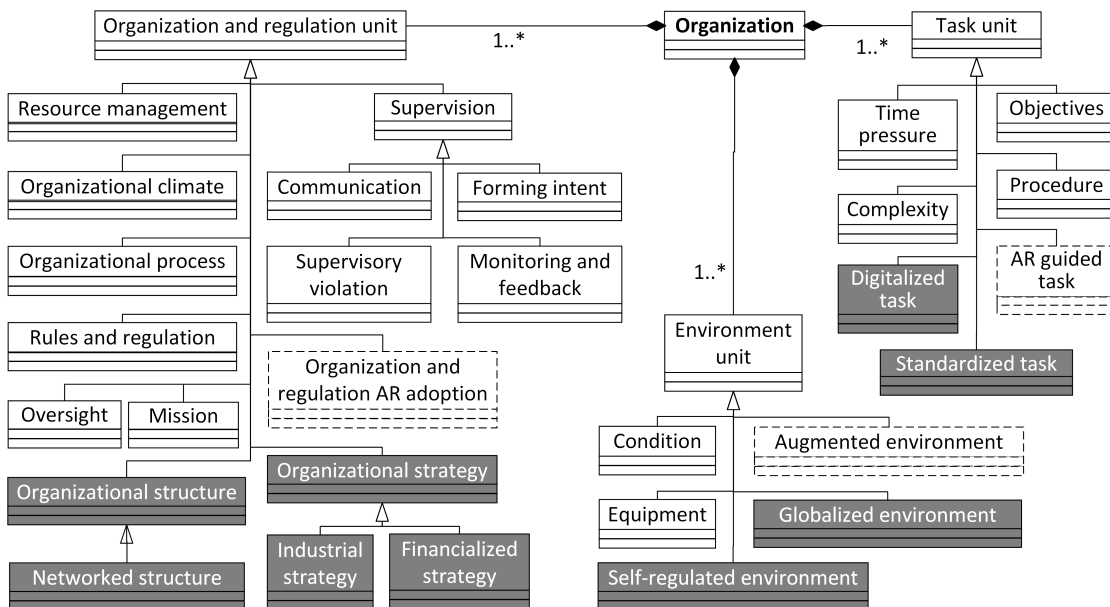 Organization and regulation unit
1..*
Organization
1..*
Task unit
Resource management
Supervision
Time
pressure
Objectives
Organizational climate
Communication
Forming intent
Complexity
Procedure
Organizational process
Supervisory
violation
Monitoring and
feedback
1..*
Digitalized
task
AR guided
task
Rules and regulation
Organization and
regulation AR adoption
Environment
unit
Standardized task
Oversight
Mission
Condition
Augmented environment
Organizational structure
Organizational strategy
Equipment
Globalized environment
Networked structure
Industrial
strategy
Financialized
strategy
Self-regulated environment